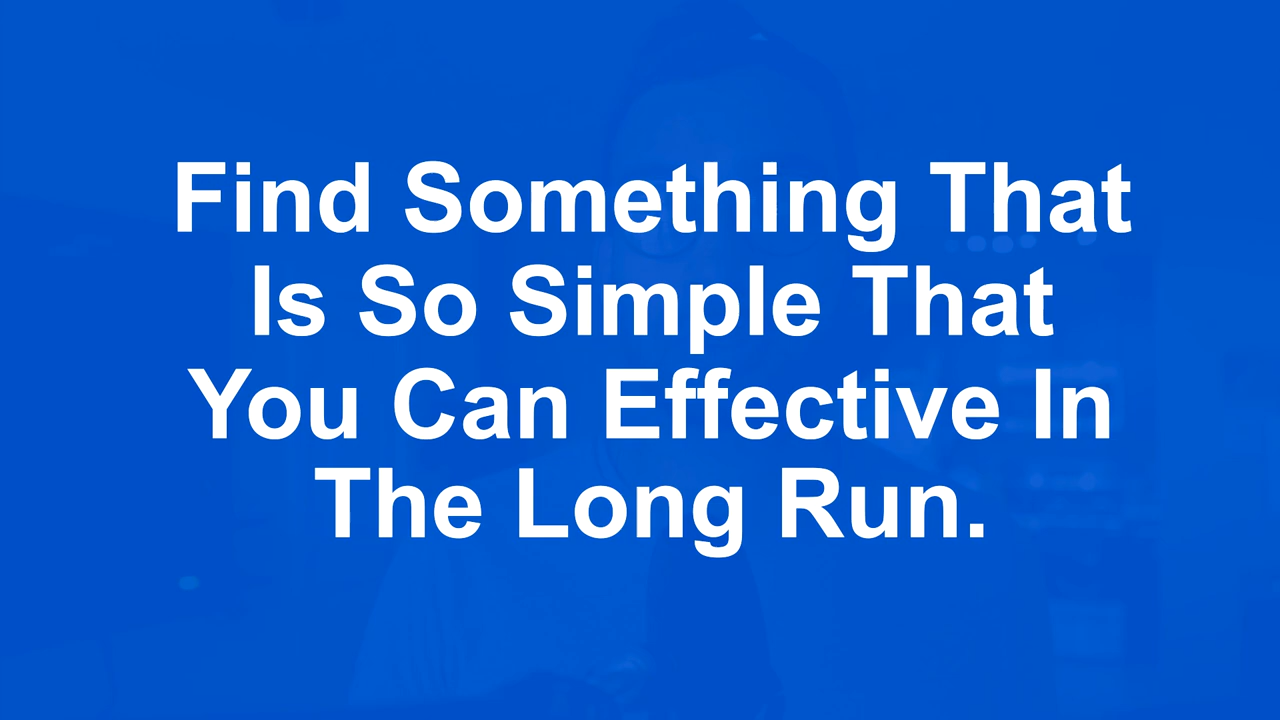 Find Something That
Is So Simple That
You Can Effective In
The Long Run.